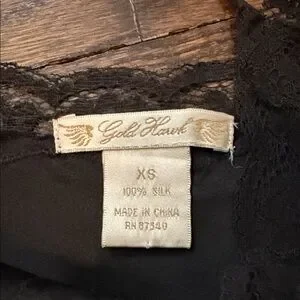 Gold Hawk
XS
100% SILK
MADE IN CHINA
RN 87540